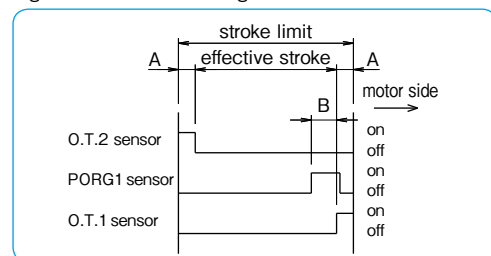 stroke limit
A effective stroke A
motor side
B
O.T.2 sensor on
off
PORG1 sensor on
off
O.T.1 sensor on
off